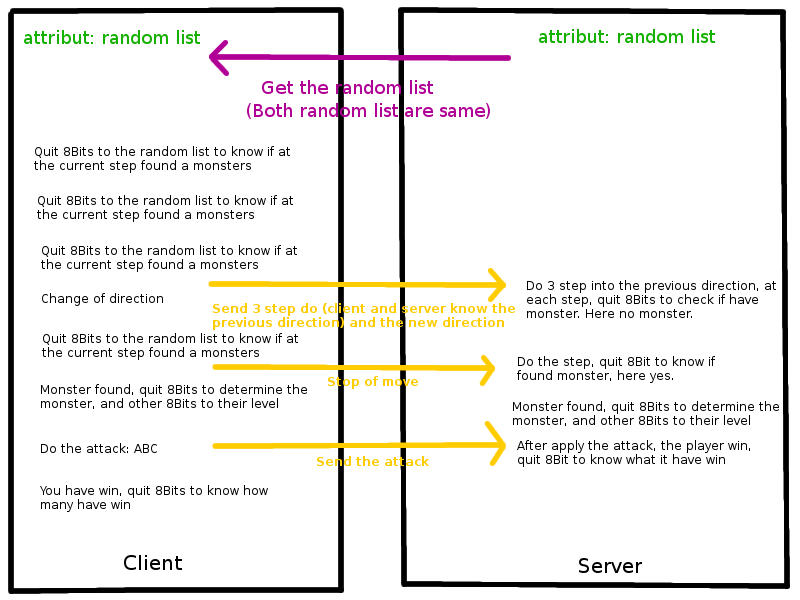 attribut: random list
attribut: random list
Get the random list
(Both random list are same)
Quit 8Bits to the random list to know if at
the current step found a monsters
Quit 8Bits to the random list to know if at
the current step found a monsters
Quit 8Bits to the random list to know if at
the current step found a monsters
Change of direction
Send 3 step do (client and server know the
previous direction) and the new direction
Do 3 step into the previous direction, at
each step, quit 8Bits to check if have
monster. Here no monster.
Quit 8Bits to the random list to know if at
the current step found a monsters
Stop of move
Do the step, quit 8Bit to know if
found monster, here yes.
Monster found, quit 8Bits to determine the
monster, and other 8Bits to their level
Monster found, quit 8Bits to determine the
monster, and other 8Bits to their level
Do the attack: ABC
Send the attack
After apply the attack, the player win,
quit 8Bit to know what it have win
You have win, quit 8Bits to know how
many have win
Client
Server